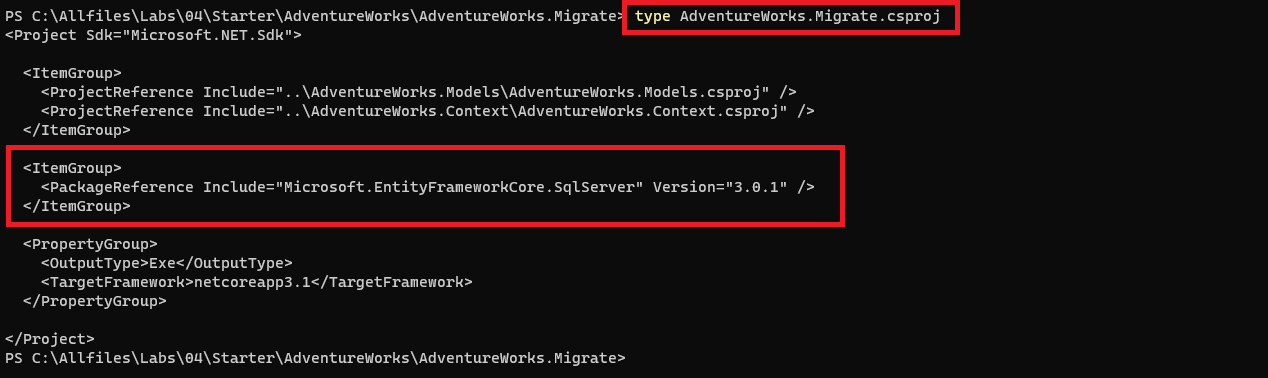 PS C:\Allfiles\Labs\04\Starter\AdventureWorks\AdventureWorks.Migrate> type AdventureWorks.Migrate.csproj
<Project Sdk="Microsoft.NET.Sdk">
  <ItemGroup>
    <ProjectReference Include="..\AdventureWorks.Models\AdventureWorks.Models.csproj" />
    <ProjectReference Include="..\AdventureWorks.Context\AdventureWorks.Context.csproj" />
  </ItemGroup>
  <ItemGroup>
    <PackageReference Include="Microsoft.EntityFrameworkCore.SqlServer" Version="3.0.1" />
  </ItemGroup>
  <PropertyGroup>
    <OutputType>Exe</OutputType>
    <TargetFramework>netcoreapp3.1</TargetFramework>
  </PropertyGroup>
</Project>
PS C:\Allfiles\Labs\04\Starter\AdventureWorks\AdventureWorks.Migrate>